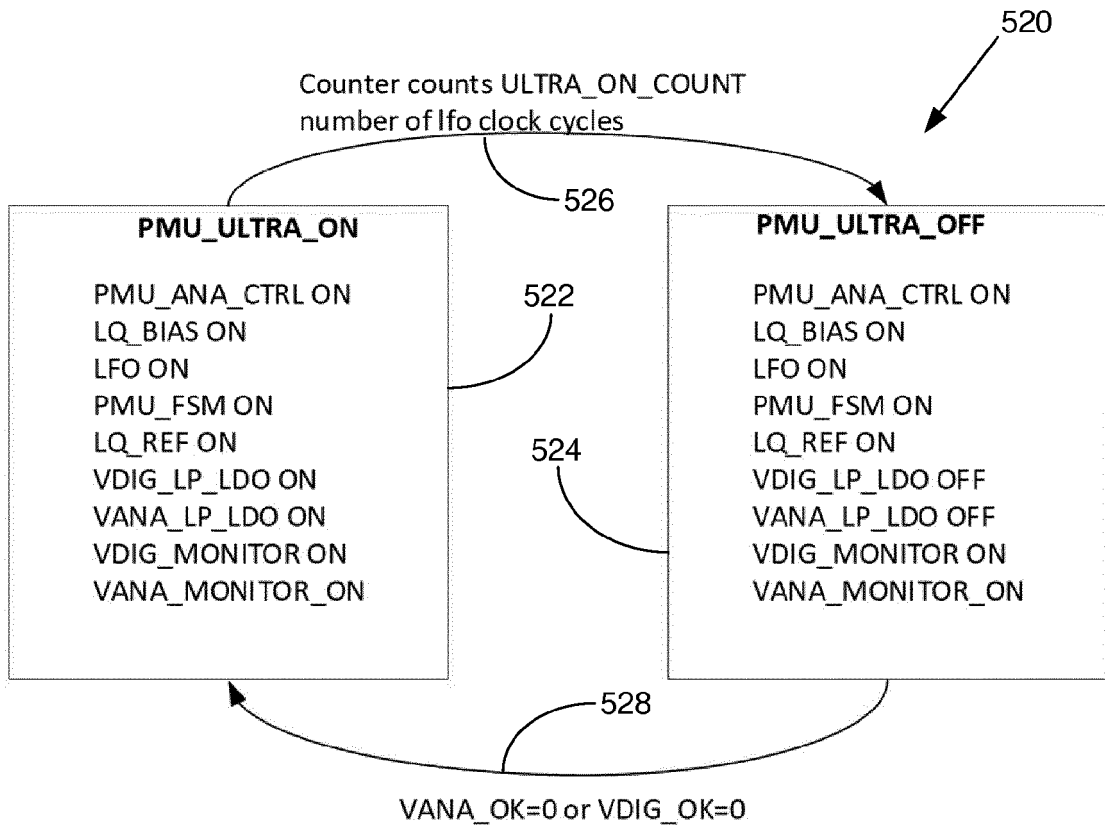 520
Counter counts ULTRA_ON_COUNT
number of lfo clock cycles
526
PMU_ULTRA_ON
PMU_ANA_CTRL ON
LQ_BIAS ON
LFO ON
PMU_FSM ON
LQ_REF ON
VDIG_LP_LDO ON
VANA_LP_LDO ON
VDIG_MONITOR ON
VANA_MONITOR_ON
522
524
PMU_ULTRA_OFF
PMU_ANA_CTRL ON
LQ_BIAS ON
LFO ON
PMU_FSM ON
LQ_REF ON
VDIG_LP_LDO OFF
VANA_LP_LDO OFF
VDIG_MONITOR ON
VANA_MONITOR_ON
528
VANA_OK=0 or VDIG_OK=0